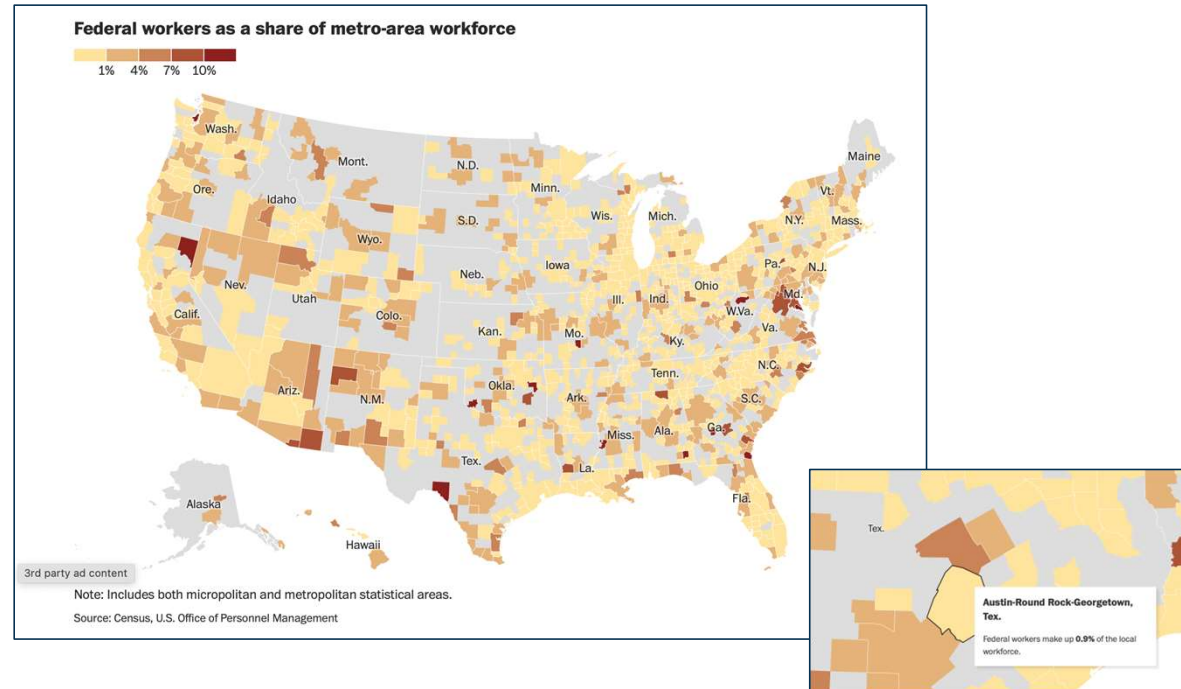 Federal workers as a share of metro-area workforce
1% 4% 7% 10%
Wash.
Mont.
N.D.
Minn.
Maine
Ore.
Idaho
S.D.
Wis.
Mich.
Vt.
N.Y.
Mass.
Wyo.
Neb.
Iowa
Pa.
N.J.
Nev.
Utah
Colo.
Ill.
Ind.
Ohio
Md.
W.Va.
Calif.
Kan.
Mo.
Ky.
Va.
Ariz.
N.M.
Okla.
Ark.
Tenn.
N.C.
S.C.
Tex.
La.
Miss.
Ala.
Ga.
Fla.
Alaska
Hawaii
3rd party ad content
Note: Includes both micropolitan and metropolitan statistical areas.
Source: Census, U.S. Office of Personnel Management
Tex.
Austin-Round Rock-Georgetown,
Tex.
Federal workers make up 0.9% of the local
workforce.